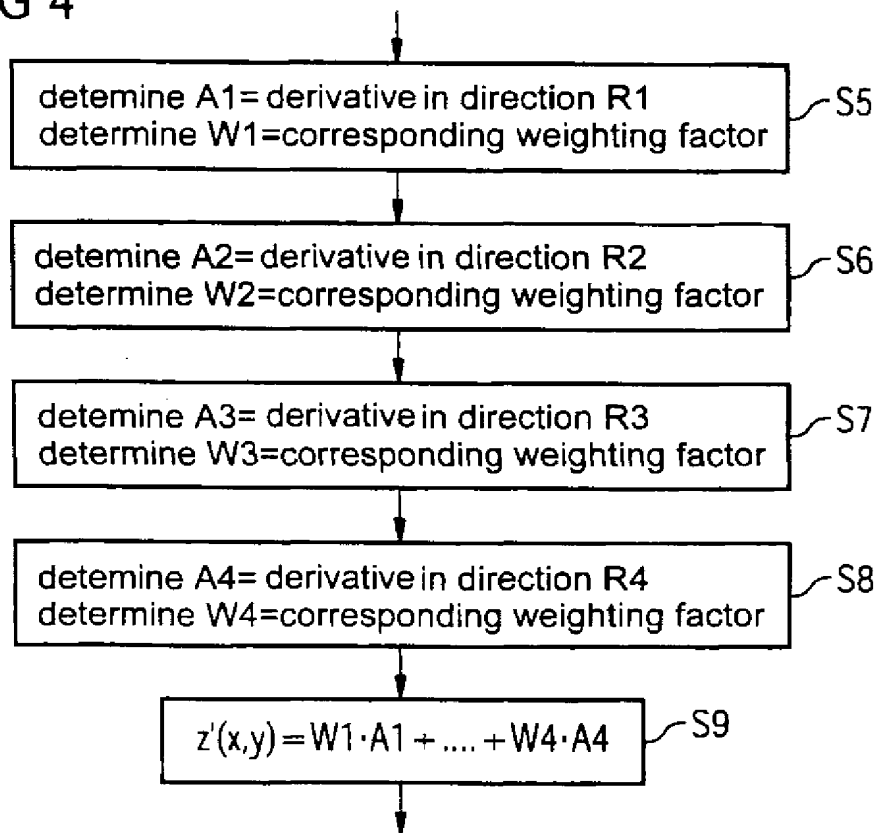 G 4
detemine A1= derivative in direction R1
determine W1=corresponding weighting factor
S5
detemine A2= derivative in direction R2
determine W2=corresponding weighting factor
S6
detemine A3= derivative in direction R3
determine W3=corresponding weighting factor
S7
detemine A4= derivative in direction R4
determine W4=corresponding weighting factor
S8
z'(x,y)=W1·A1+....+W4·A4
S9